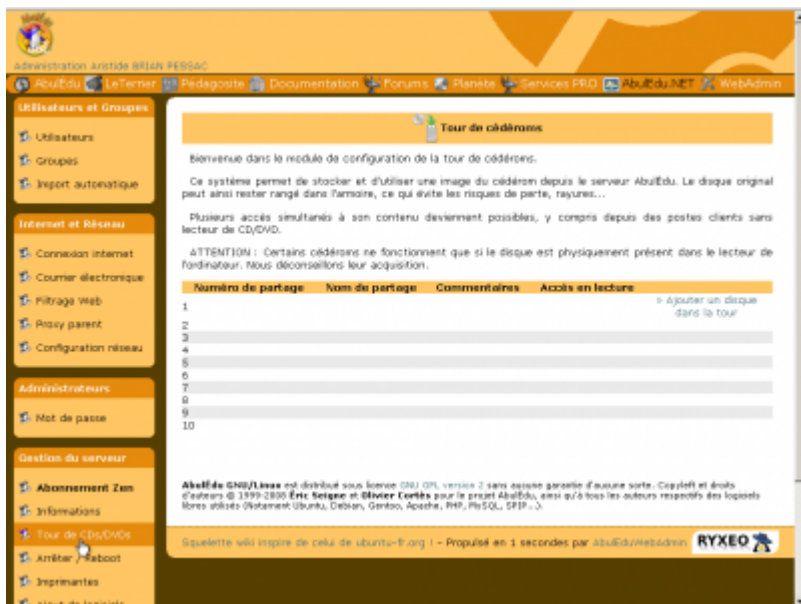 Administration Aristide BRIAN PESSAC
AbulEdu LeTerrier Pedagosite Documentation Forums Planète Services PRO AbulEdu.NET WebAdmin
Utilisateurs et Groupes
Utilisateurs
Groupes
Import automatique
Internet et Réseau
Connexion internet
Courrier électronique
Filtrage Web
Proxy parent
Configuration réseau
Administrateurs
Mot de passe
Gestion du serveur
Abonnement Zen
Informations
Tour de CDs/DVDs
Arrêter / Reboot
Imprimantes
Ajout de logiciels
Tour de cédéroms
Bienvenue dans le module de configuration de la tour de cédéroms.
Ce système permet de stocker et d'utiliser une image du cédérom depuis le serveur AbulÉdu. Le disque original
peut ainsi rester rangé dans l'armoire, ce qui évite les risques de perte, rayures...
Plusieurs accès simultanés à son contenu deviennent possibles, y compris depuis des postes clients sans
lecteur de CD/DVD.
ATTENTION : Certains cédéroms ne fonctionnent que si le disque est physiquement présent dans le lecteur de
l'ordinateur. Nous déconseillons leur acquisition.
Numéro de partage Nom de partage Commentaires Accès en lecture
1 » Ajouter un disque
dans la tour
2
3
4
5
6
7
8
9
10
AbulÉdu GNU/Linux est distribué sous licence GNU GPL version 2 sans aucune garantie d'aucune sorte. Copyleft et droits
d'auteurs @ 1999-2008 Éric Seigne et Olivier Cortès pour le projet AbulÉdu, ainsi qu'à tous les auteurs respectifs des logiciels
libres utilisés (Notament Ubuntu, Debian, Gentoo, Apache, PHP, MySQL, SPIP...).
Squelette wiki inspire de celui de ubuntu-fr.org ! - Propulsé en 1 secondes par AbulEduWebAdmin RYXEO